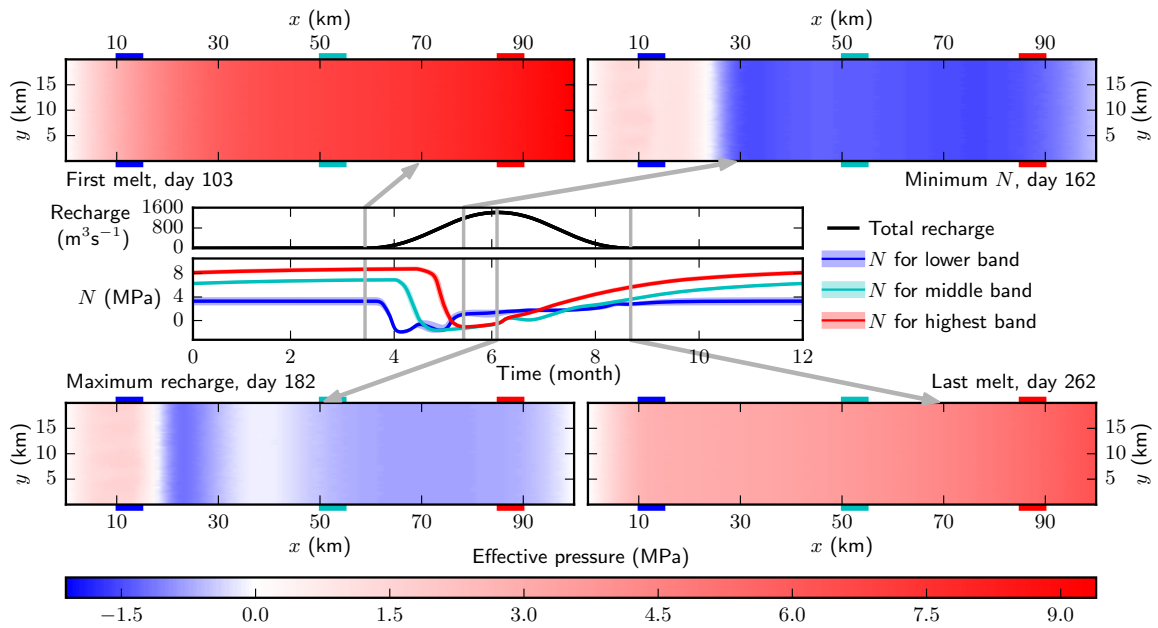 x (km)
x (km)
10 30 50 70 90
10 30 50 70 90
y (km)
15
10
5
15
10
5
y (km)
First melt, day 103
Minimum N, day 162
Recharge
(m³s⁻¹)
1600
800
0
Total recharge
N for lower band
N for middle band
N for highest band
N (MPa)
8
4
0
0 2 4 6 8 10 12
Time (month)
Maximum recharge, day 182
Last melt, day 262
y (km)
15
10
5
15
10
5
y (km)
10 30 50 70 90
10 30 50 70 90
x (km)
x (km)
Effective pressure (MPa)
−1.5 0.0 1.5 3.0 4.5 6.0 7.5 9.0